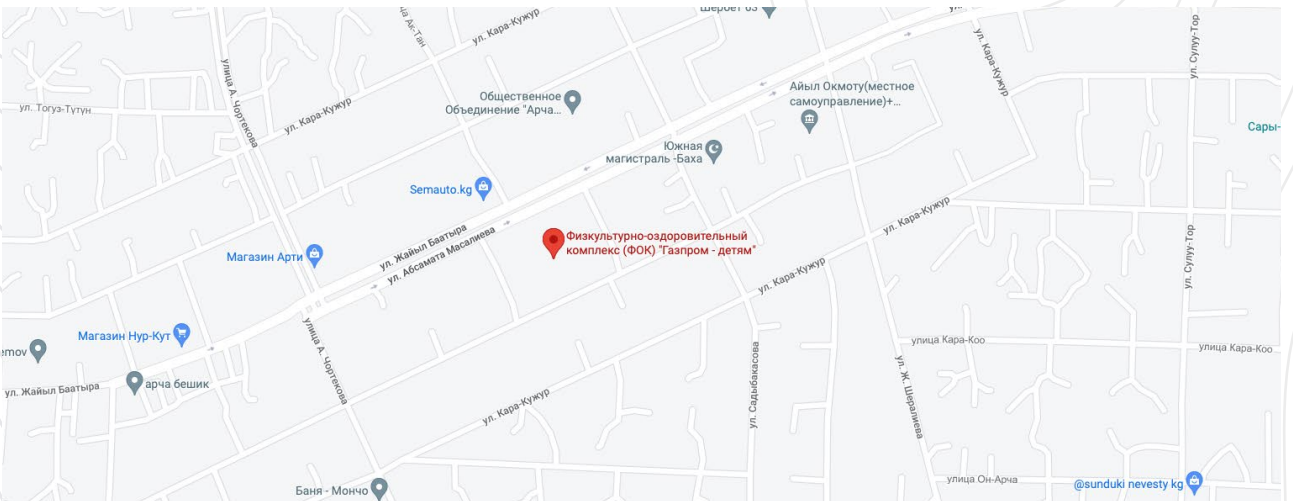 Шербет 03
ул. Сулуу-Тор
ца Ак-Тан
ул. Кара-Кужур
ул. Кара-Кужур
улица А. Чортекова
ул. Тогуз-Тутун
ул. Кара-Кужур
Общественное
Объединение "Арча...
Айыл Окмоту(местное
самоуправление)+...
Сары-
Южная
магистраль -Баха
Semauto.kg
ул. Кара-Кужур
ул. Жайыл Баатыра
ул. Абсамата Масалиева
Физкультурно-оздоровительный
комплекс (ФОК) "Газпром - детям"
Магазин Арти
ул. Кара-Кужур
ул. Сулуу-Тор
Магазин Нур-Кут
emov
улица А. Чортекова
улица Кара-Коо
улица Кара-Коо
ул. Жайыл Баатыра
арча бешик
ул. Садыбакасова
ул. Ж. Шералиева
ул. Кара-Кужур
улица Он-Арча
@sunduki nevesty kg
Баня - Мончо